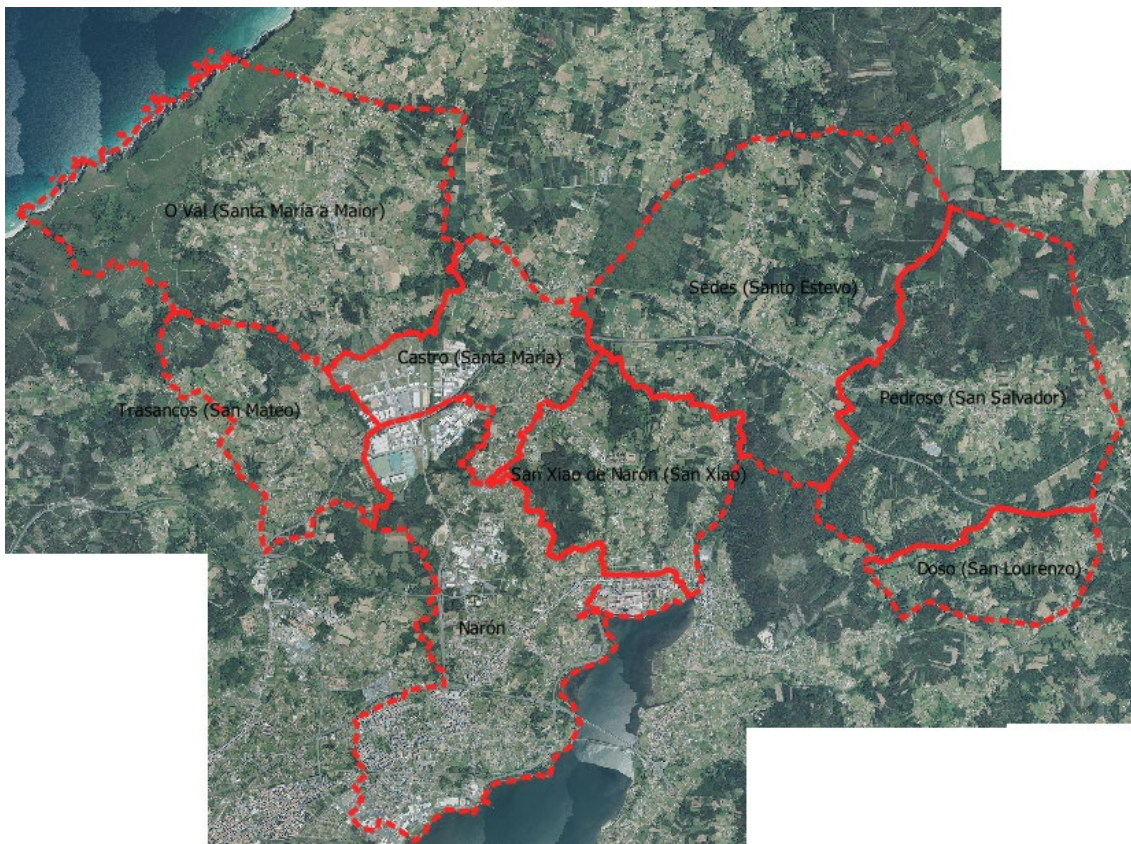 O Val (Santa María a Maior)
Sedes (Santo Estevo)
Castro (Santa María)
Trasancos (San Mateo)
Pedroso (San Salvador)
San Xiao de Narón (San Xiao)
Doso (San Lourenzo)
Narón